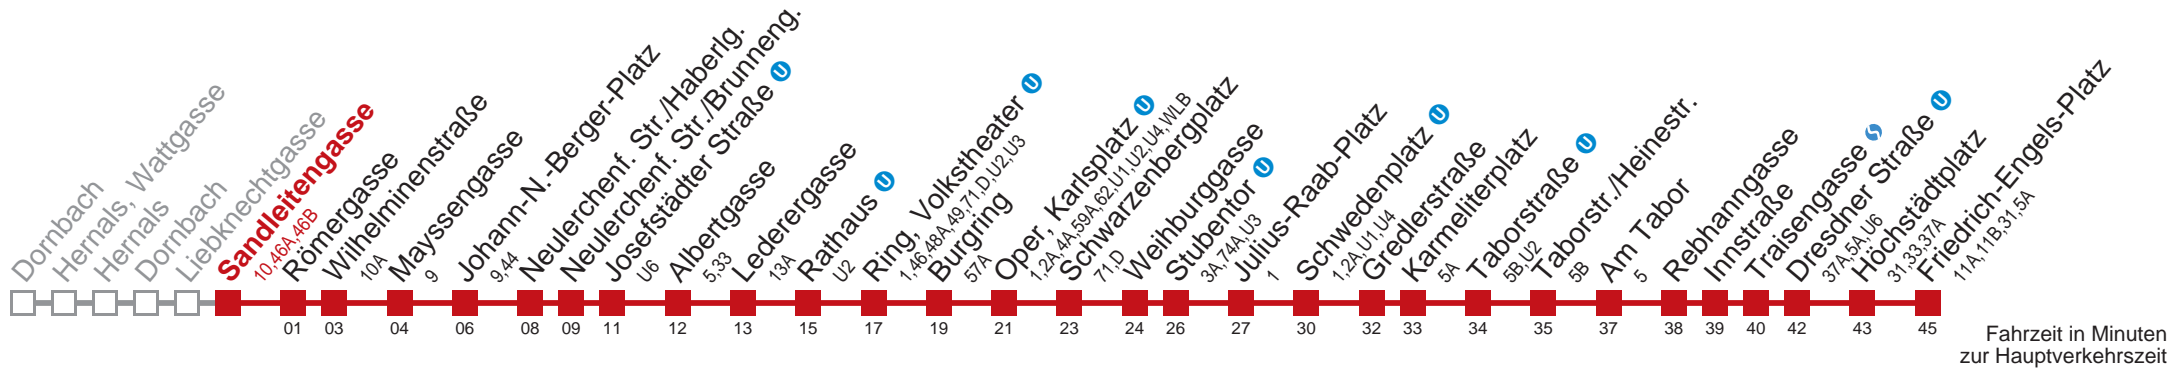 Dornbach
Hernals, Wattgasse
Hernals
Dornbach
Liebknechtgasse
Sandleitengasse
10,46A,46B
Römergasse
Wilhelminenstraße
10A
Mayssengasse
9
Johann-N.-Berger-Platz
9,44
Neulerchenf. Str./Haberlg.
Neulerchenf. Str./Brunneng.
Josefstädter Straße U
U6
Albertgasse
5,33
Lederergasse
13A
Rathaus U
U2
Ring, Volkstheater U
1,46,48A,49,71,D,U2,U3
Burgring
57A
Oper, Karlsplatz U
1,2A,4A,59A,62,U1,U2,U4,WLB
Schwarzenbergplatz
71,D
Weihburggasse
Stubentor U
3A,74A,U3
Julius-Raab-Platz
1
Schwedenplatz U
1,2A,U1,U4
Gredlerstraße
Karmeliterplatz
5A
Taborstraße U
5B,U2
Taborstr./Heinestr.
5B
Am Tabor
5
Rebhanngasse
Innstraße
Traisengasse
Dresdner Straße U
37A,5A,U6
Höchstädtplatz
31,33,37A
Friedrich-Engels-Platz
11A,11B,31,5A
01 03 04 06 08 09 11 12 13 15 17 19 21 23 24 26 27 30 32 33 34 35 37 38 39 40 42 43 45
Fahrzeit in Minuten
zur Hauptverkehrszeit